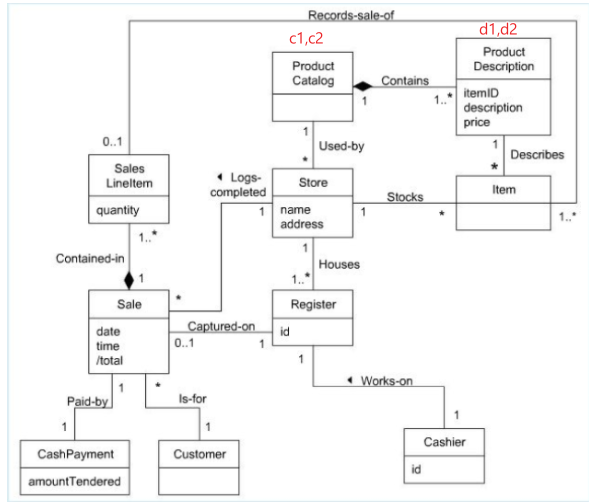 Records-sale-of
c1,c2
d1,d2
Product
Catalog
Contains
1
1..*
Product
Description
itemID
description
price
0..1
1
Used-by
*
1
Describes
*
Sales
LineItem
quantity
Logs-
completed
1
Store
name
address
1
Stocks
*
Item
1..*
1..*
Contained-in
1
1
Houses
1..*
Sale
date
time
/total
*
Captured-on
0..1
1
Register
id
1
Paid-by
1
*
Is-for
1
Works-on
1
CashPayment
amountTendered
1
Customer
Cashier
id